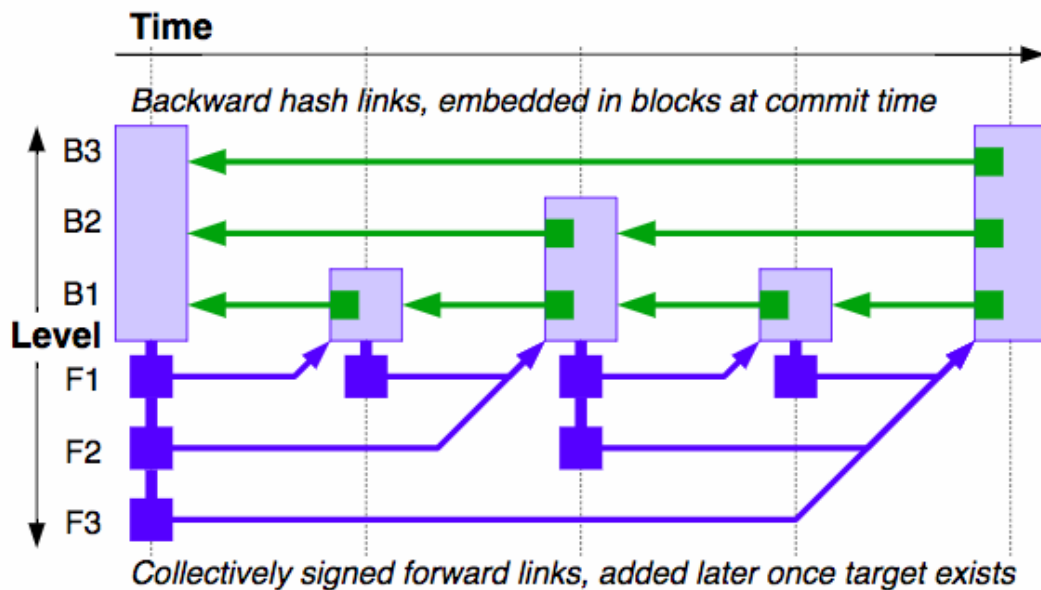 Time
Backward hash links, embedded in blocks at commit time
B3
B2
B1
Level
F1
F2
F3
Collectively signed forward links, added later once target exists